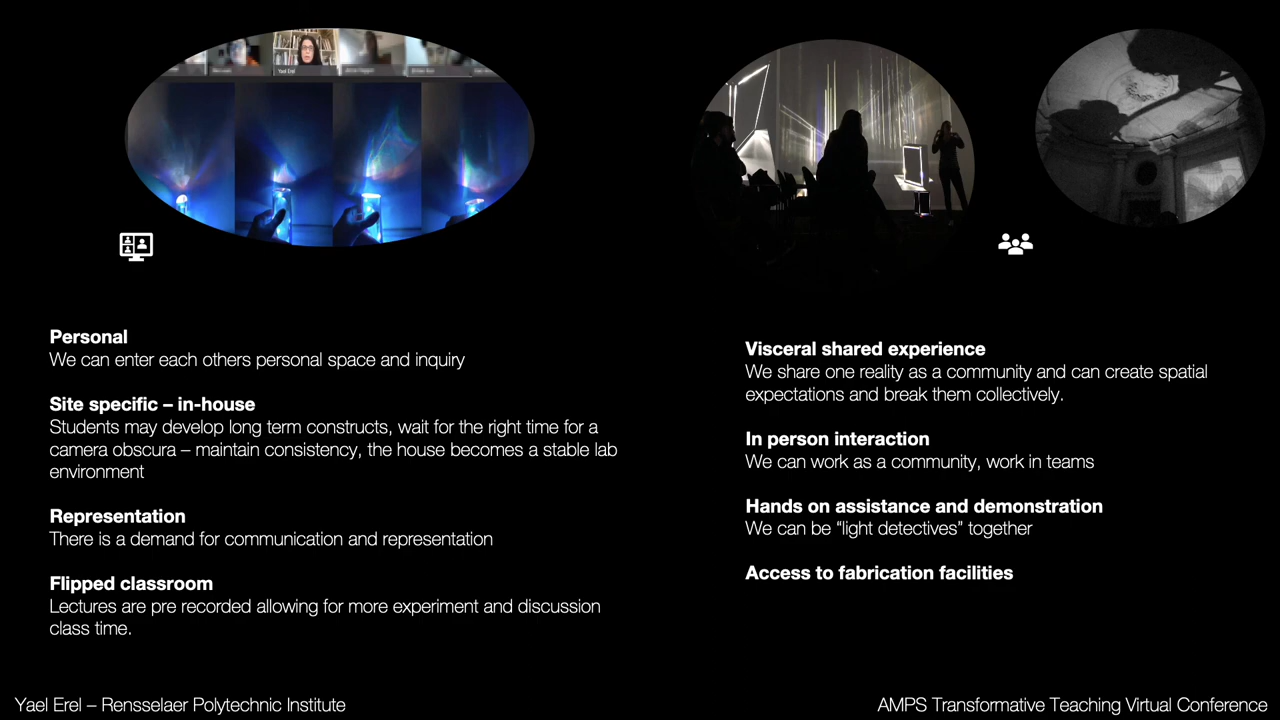 Yael Erel
Personal
We can enter each others personal space and inquiry
Site specific – in-house
Students may develop long term constructs, wait for the right time for a
camera obscura – maintain consistency, the house becomes a stable lab
environment
Representation
There is a demand for communication and representation
Flipped classroom
Lectures are pre recorded allowing for more experiment and discussion
class time.
Visceral shared experience
We share one reality as a community and can create spatial
expectations and break them collectively.
In person interaction
We can work as a community, work in teams
Hands on assistance and demonstration
We can be “light detectives” together
Access to fabrication facilities
Yael Erel – Rensselaer Polytechnic Institute
AMPS Transformative Teaching Virtual Conference